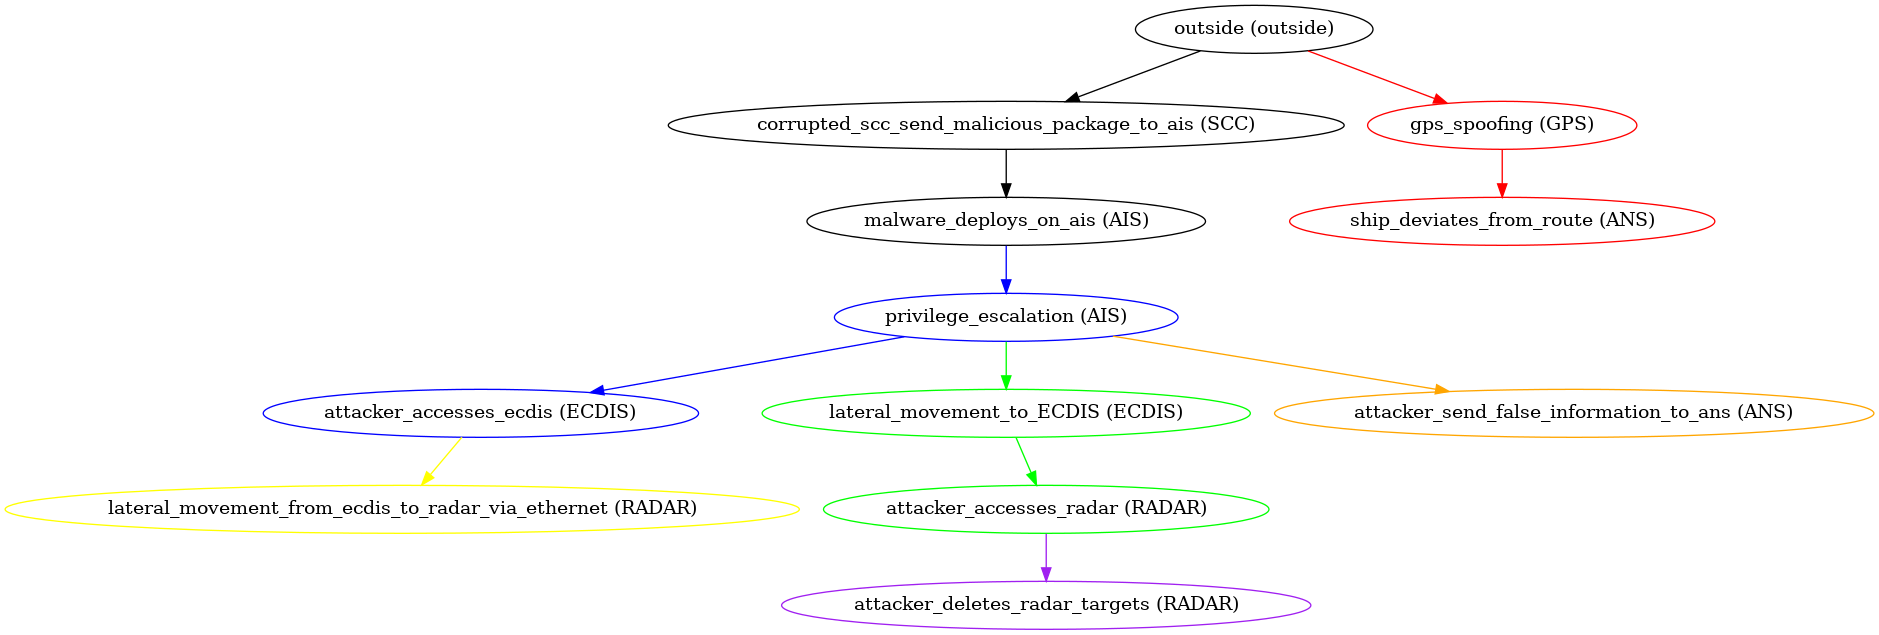 outside (outside)
corrupted_scc_send_malicious_package_to_ais (SCC)
gps_spoofing (GPS)
malware_deploys_on_ais (AIS)
ship_deviates_from_route (ANS)
privilege_escalation (AIS)
attacker_accesses_ecdis (ECDIS)
lateral_movement_to_ECDIS (ECDIS)
attacker_send_false_information_to_ans (ANS)
lateral_movement_from_ecdis_to_radar_via_ethernet (RADAR)
attacker_accesses_radar (RADAR)
attacker_deletes_radar_targets (RADAR)